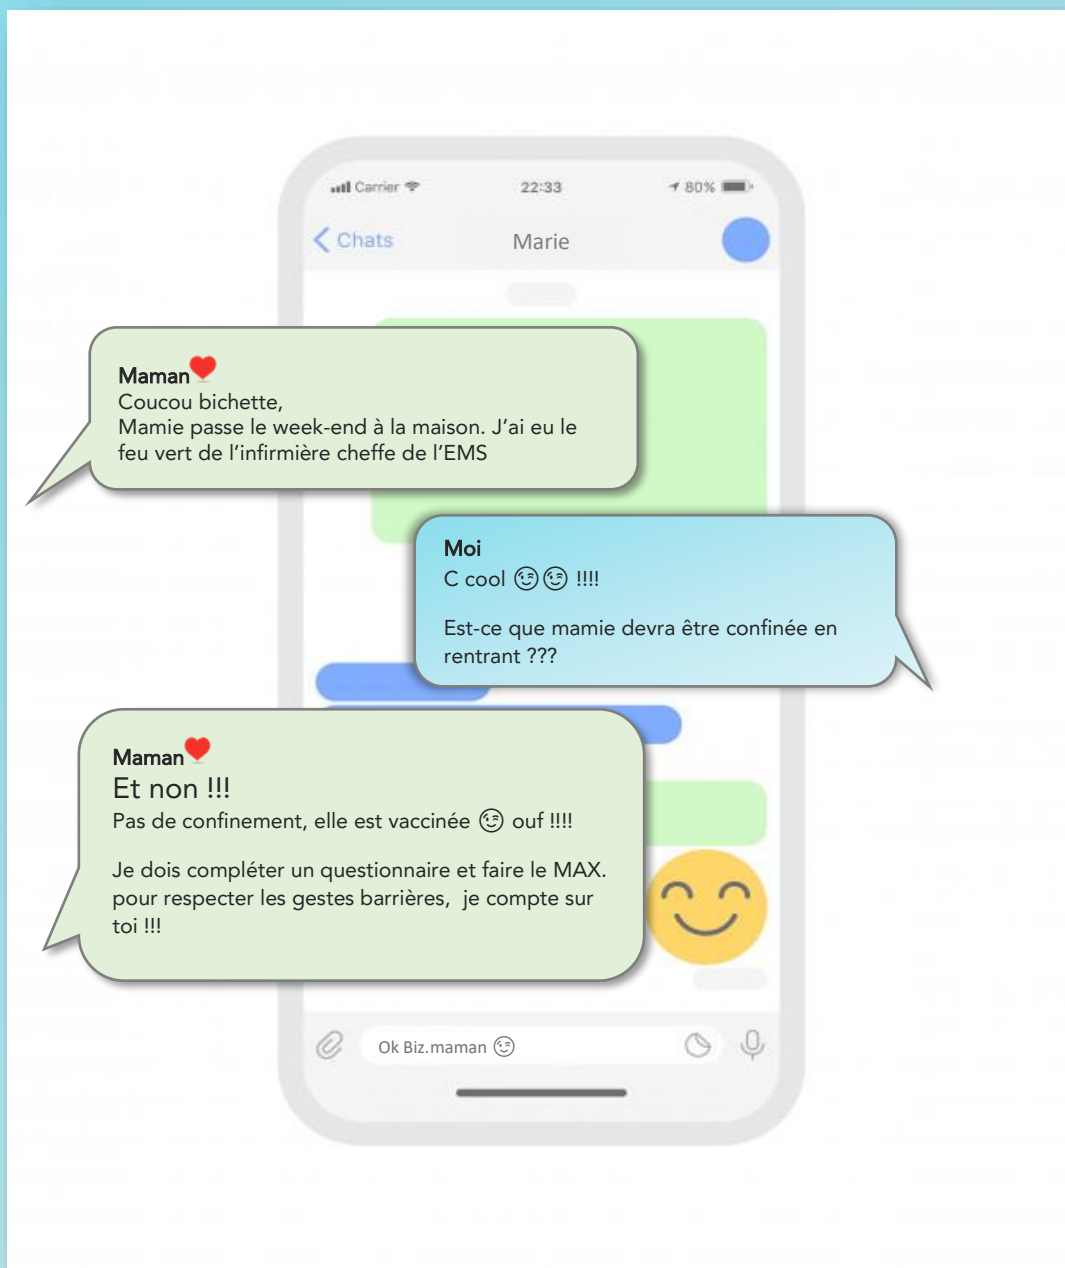 Carrier 22:33 80%
Chats Marie
Maman
Coucou bichette,
Mamie passe le week-end à la maison. J’ai eu le
feu vert de l’infirmière cheffe de l’EMS
Moi
C cool 😉😉 !!!!
Est-ce que mamie devra être confinée en
rentrant ???
Maman
Et non !!!
Pas de confinement, elle est vaccinée 😉 ouf !!!!
Je dois compléter un questionnaire et faire le MAX.
pour respecter les gestes barrières, je compte sur
toi !!!
Ok Biz.maman 😉